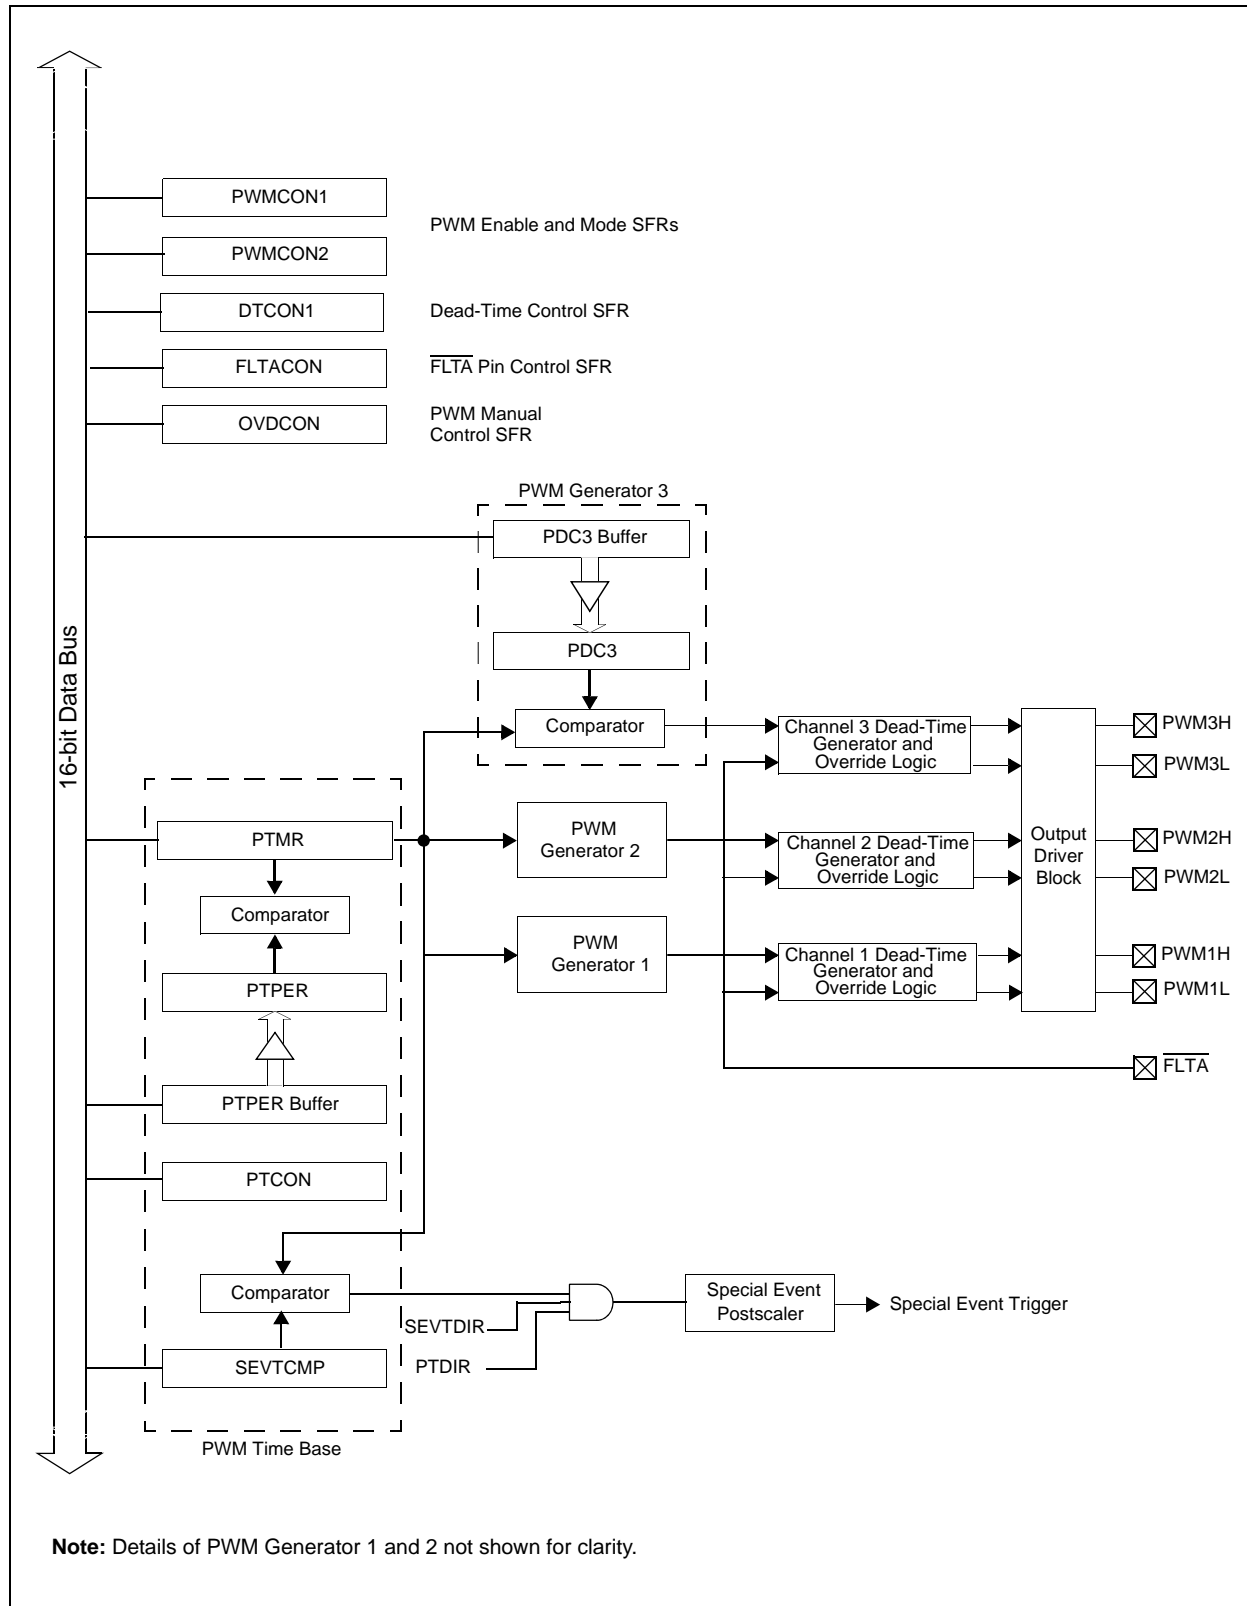 PWMCON1
PWM Enable and Mode SFRs
PWMCON2
DTCON1
Dead-Time Control SFR
FLTACON
FLTA Pin Control SFR
OVDCON
PWM Manual
Control SFR
PWM Generator 3
PDC3 Buffer
PDC3
Comparator
16-bit Data Bus
PTMR
Comparator
PTPER
PTPER Buffer
PTCON
Comparator
SEVTCMP
PWM Time Base
PWM
Generator 2
PWM
Generator 1
Channel 3 Dead-Time
Generator and
Override Logic
Channel 2 Dead-Time
Generator and
Override Logic
Channel 1 Dead-Time
Generator and
Override Logic
Output
Driver
Block
PWM3H
PWM3L
PWM2H
PWM2L
PWM1H
PWM1L
FLTA
SEVTDIR
PTDIR
Special Event
Postscaler
Special Event Trigger
Note: Details of PWM Generator 1 and 2 not shown for clarity.